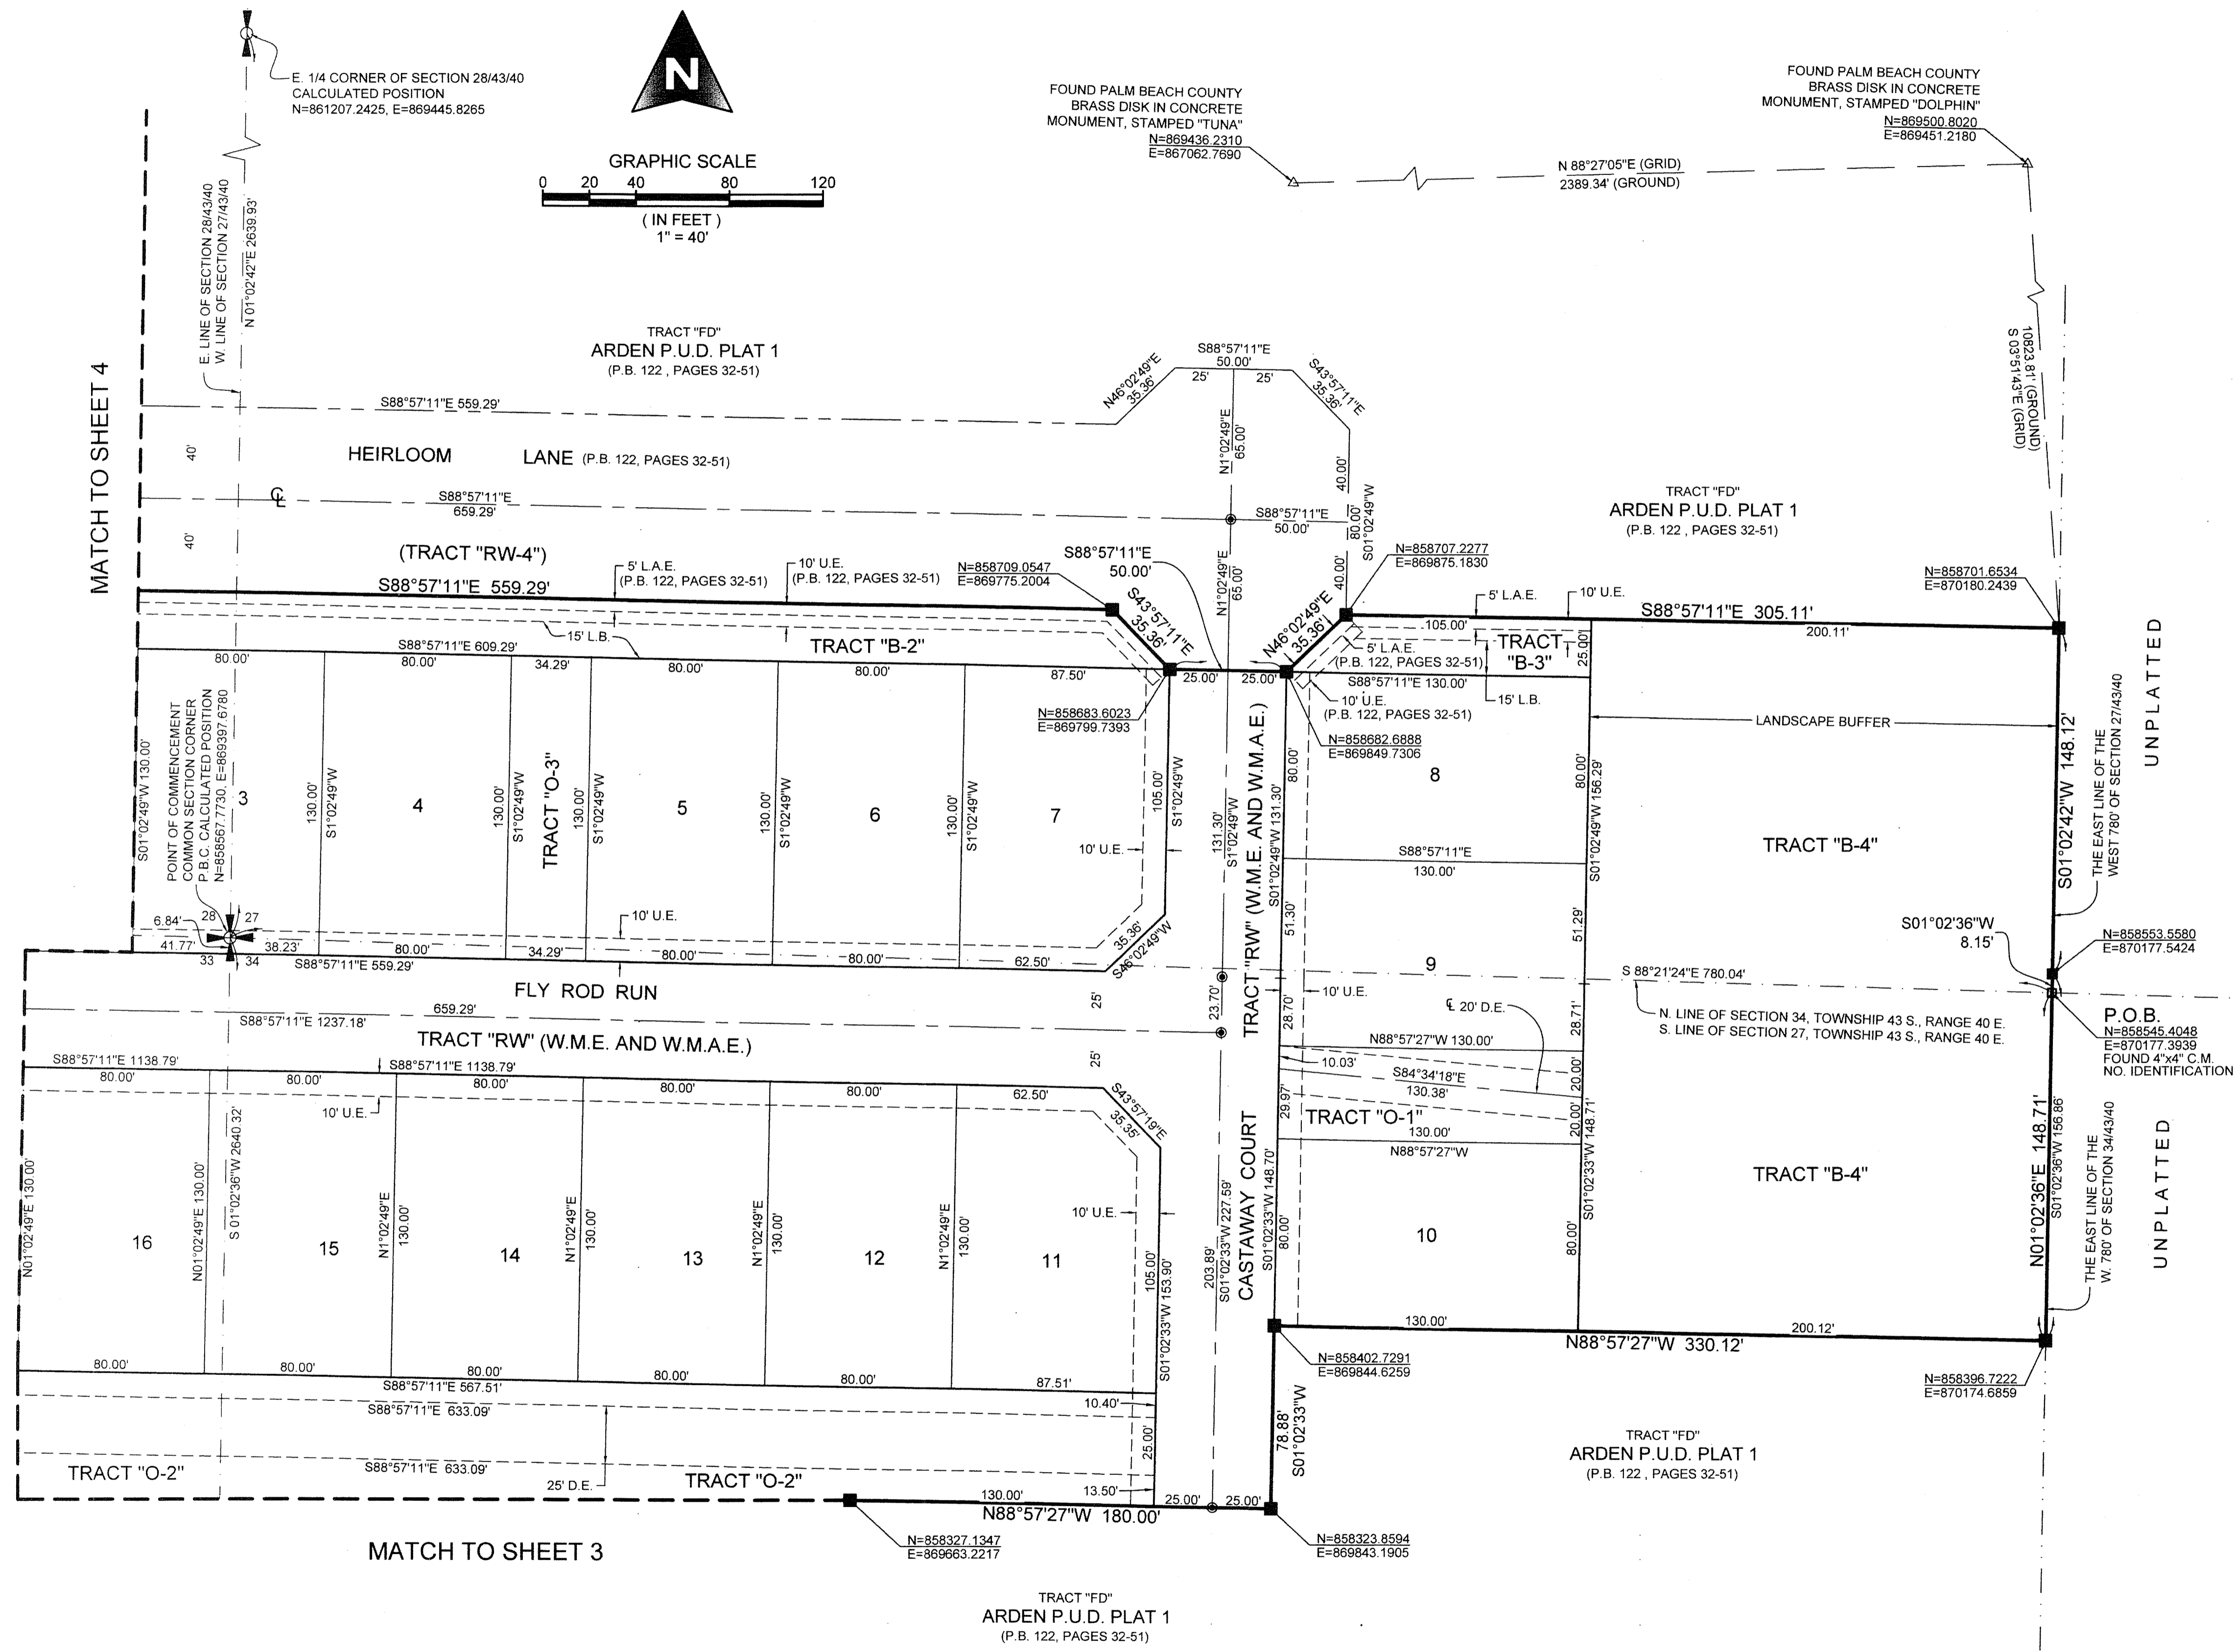 E. 1/4 CORNER OF SECTION 28/43/40
CALCULATED POSITION
N=861207.2425, E=869445.8265
N
GRAPHIC SCALE
0 20 40 80 120
( IN FEET )
1" = 40'
FOUND PALM BEACH COUNTY
BRASS DISK IN CONCRETE
MONUMENT, STAMPED "TUNA"
N=869436.2310
E=867062.7690
FOUND PALM BEACH COUNTY
BRASS DISK IN CONCRETE
MONUMENT, STAMPED "DOLPHIN"
N=869500.8020
E=869451.2180
N 88°27'05"E (GRID)
2389.34' (GROUND)
10823.81' (GROUND)
S 03°51'43"E (GRID)
E. LINE OF SECTION 28/43/40
W. LINE OF SECTION 27/43/40
N 01°02'42"E 2639.93'
MATCH TO SHEET 4
TRACT "FD"
ARDEN P.U.D. PLAT 1
(P.B. 122 , PAGES 32-51)
S88°57'11"E 559.29'
40'
HEIRLOOM LANE (P.B. 122, PAGES 32-51)
C L
S88°57'11"E
659.29'
40'
(TRACT "RW-4")
S88°57'11"E 559.29'
5' L.A.E.
(P.B. 122, PAGES 32-51)
10' U.E.
(P.B. 122, PAGES 32-51)
N=858709.0547
E=869775.2004
N46°02'49"E
35.36'
S88°57'11"E
50.00'
25' 25'
S43°57'11"E
35.36'
N1°02'49"E
65.00'
40.00'
80.00'
S01°02'49"W
S88°57'11"E
50.00'
N1°02'49"E
65.00'
40.00'
S88°57'11"E
50.00'
S43°57'11"E
35.36'
N46°02'49"E
35.36'
N=858707.2277
E=869875.1830
TRACT "FD"
ARDEN P.U.D. PLAT 1
(P.B. 122 , PAGES 32-51)
N=858701.6534
E=870180.2439
5' L.A.E.
10' U.E.
S88°57'11"E 305.11'
105.00'
200.11'
TRACT
"B-3"
25.00'
5' L.A.E.
(P.B. 122, PAGES 32-51)
S88°57'11"E 130.00'
10' U.E.
(P.B. 122, PAGES 32-51)
15' L.B.
15' L.B.
TRACT "B-2"
S88°57'11"E 609.29'
80.00' 80.00' 34.29' 80.00' 80.00' 87.50'
25.00' 25.00'
N=858683.6023
E=869799.7393
N=858682.6888
E=869849.7306
LANDSCAPE BUFFER
S01°02'49"W 130.00'
POINT OF COMMENCEMENT
COMMON SECTION CORNER
P.B.C. CALCULATED POSITION
N=858567.7730, E=869397.6780
3
130.00'
S1°02'49"W
4
130.00'
S1°02'49"W
TRACT "O-3"
130.00'
S1°02'49"W
5
130.00'
S1°02'49"W
6
130.00'
S1°02'49"W
7
105.00'
S1°02'49"W
10' U.E.
35.36'
S46°02'49"W
131.30'
S1°02'49"W
TRACT "RW" (W.M.E. AND W.M.A.E.)
S01°02'49"W 131.30'
80.00'
8
80.00'
S01°02'49"W 156.29'
S88°57'11"E
130.00'
51.30'
9
51.29'
TRACT "B-4"
S01°02'42"W 148.12'
THE EAST LINE OF THE
WEST 780' OF SECTION 27/43/40
UNPLATTED
S01°02'36"W
8.15'
N=858553.5580
E=870177.5424
S 88°21'24"E 780.04'
N. LINE OF SECTION 34, TOWNSHIP 43 S., RANGE 40 E.
S. LINE OF SECTION 27, TOWNSHIP 43 S., RANGE 40 E.
P.O.B.
N=858545.4048
E=870177.3939
FOUND 4"x4" C.M.
NO. IDENTIFICATION
6.84'
28 27
33 34
41.77' 38.23' 80.00' 34.29' 80.00' 80.00' 62.50'
10' U.E.
S88°57'11"E 559.29'
FLY ROD RUN
25'
23.70'
659.29'
S88°57'11"E 1237.18'
TRACT "RW" (W.M.E. AND W.M.A.E.)
25'
28.70'
10' U.E.
C L 20' D.E.
28.71'
N88°57'27"W 130.00'
10.03'
S84°34'18"E
130.38'
20.00'
29.97'
TRACT "O-1"
20.00'
130.00'
N88°57'27"W
S01°02'33"W 148.71'
S88°57'11"E 1138.79'
S88°57'11"E 1138.79'
80.00' 80.00' 80.00' 80.00' 80.00' 62.50'
10' U.E.
S43°57'19"E
35.35'
N01°02'49"E 130.00'
16
N01°02'49"E 130.00'
S 01°02'36"W 2640.32'
15
N1°02'49"E
130.00'
14
N1°02'49"E
130.00'
13
N1°02'49"E
130.00'
12
N1°02'49"E
130.00'
11
10' U.E.
105.00'
S01°02'33"W 153.90'
203.89'
S01°02'33"W 227.59'
CASTAWAY COURT
S01°02'33"W 148.70'
80.00'
10
80.00'
TRACT "B-4"
N01°02'36"E 148.71'
S01°02'36"W 156.86'
THE EAST LINE OF THE
W. 780' OF SECTION 34/43/40
UNPLATTED
130.00'
200.12'
N88°57'27"W 330.12'
N=858402.7291
E=869844.6259
N=858396.7222
E=870174.6859
80.00' 80.00' 80.00' 80.00' 80.00' 87.51'
S88°57'11"E 567.51'
S88°57'11"E 633.09'
10.40'
25.00'
78.88'
S01°02'33"W
TRACT "O-2"
S88°57'11"E 633.09'
25' D.E.
TRACT "O-2"
13.50'
130.00'
25.00' 25.00'
N88°57'27"W 180.00'
TRACT "FD"
ARDEN P.U.D. PLAT 1
(P.B. 122 , PAGES 32-51)
MATCH TO SHEET 3
N=858327.1347
E=869663.2217
N=858323.8594
E=869843.1905
TRACT "FD"
ARDEN P.U.D. PLAT 1
(P.B. 122, PAGES 32-51)